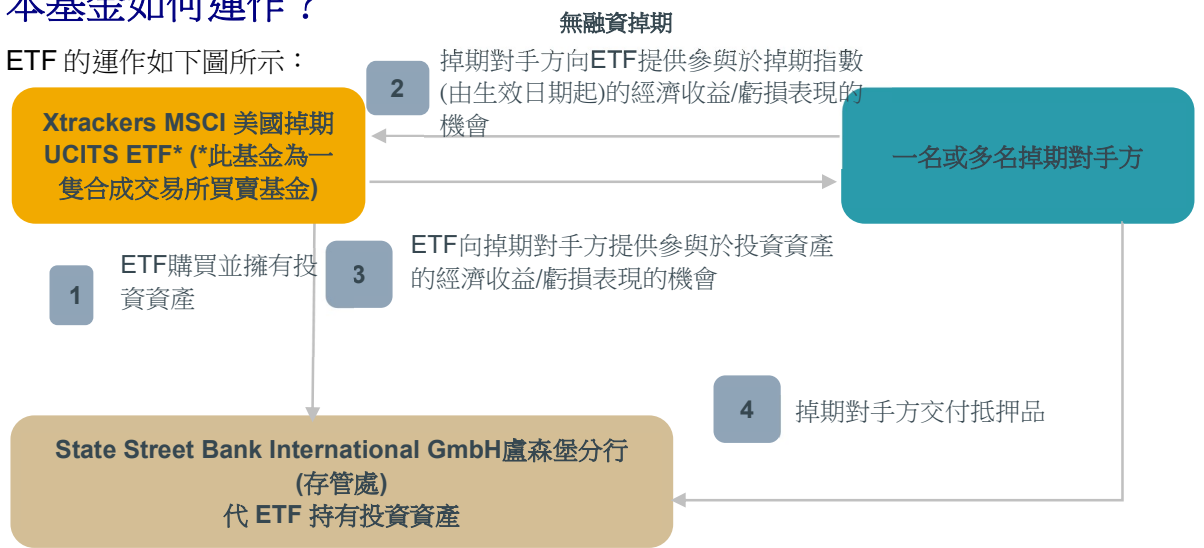 本基金如何運作？
無融資掉期
ETF 的運作如下圖所示：
2
掉期對手方向ETF提供參與於掉期指數
(由生效日期起)的經濟收益/虧損表現的
機會
Xtrackers MSCI 美國掉期
UCITS ETF* (*此基金為一
隻合成交易所買賣基金)
一名或多名掉期對手方
1
ETF購買並擁有投
資資產
3
ETF向掉期對手方提供參與於投資資產
的經濟收益/虧損表現的機會
4
掉期對手方交付抵押品
State Street Bank International GmbH盧森堡分行
(存管處)
代 ETF 持有投資資產